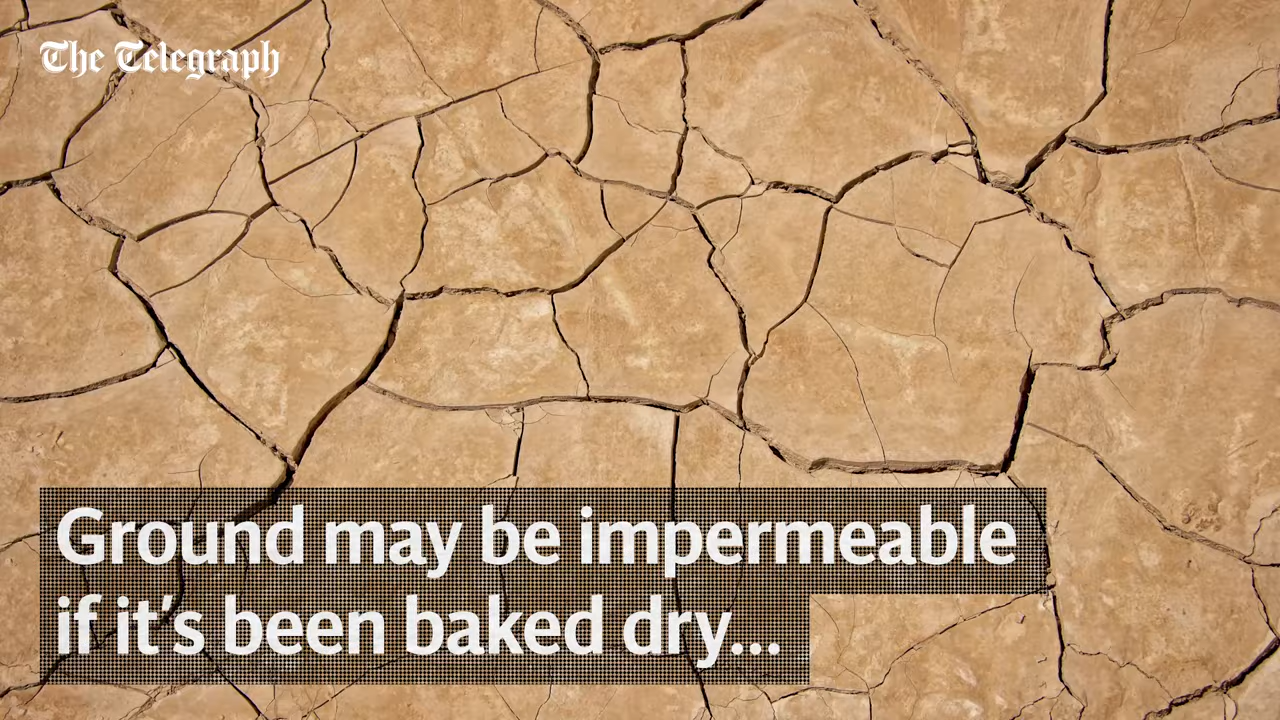 The Telegraph
Ground may be impermeable
if it's been baked dry...